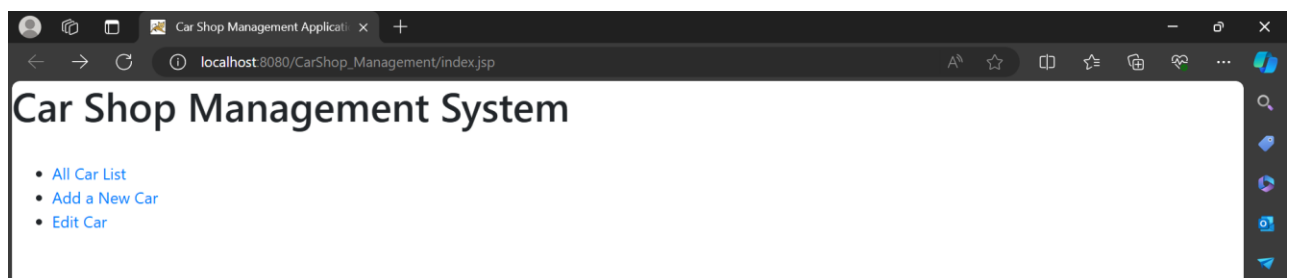 Car Shop Management Applicati
localhost:8080/CarShop_Management/index.jsp
Car Shop Management System
All Car List
Add a New Car
Edit Car